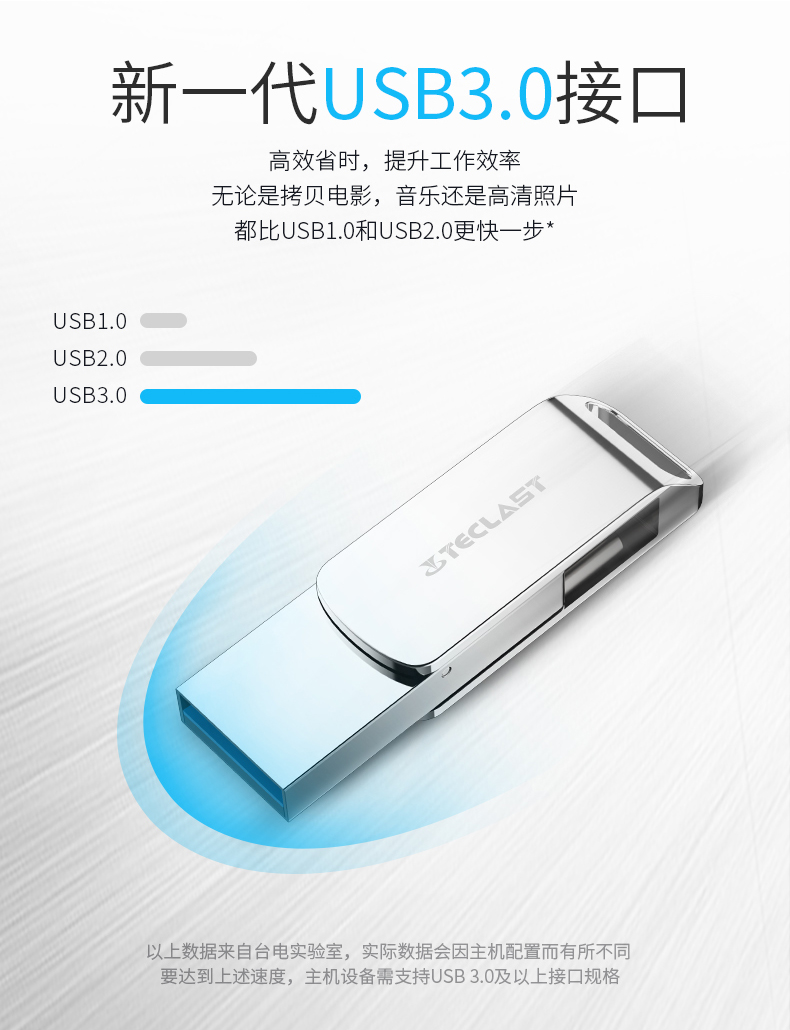 新一代USB3.0接口
高效省时，提升工作效率
无论是拷贝电影，音乐还是高清照片
都比USB1.0和USB2.0更快一步*
USB1.0
USB2.0
USB3.0
TECLAST
以上数据来自台电实验室，实际数据会因主机配置而有所不同
要达到上述速度，主机设备需支持USB 3.0及以上接口规格